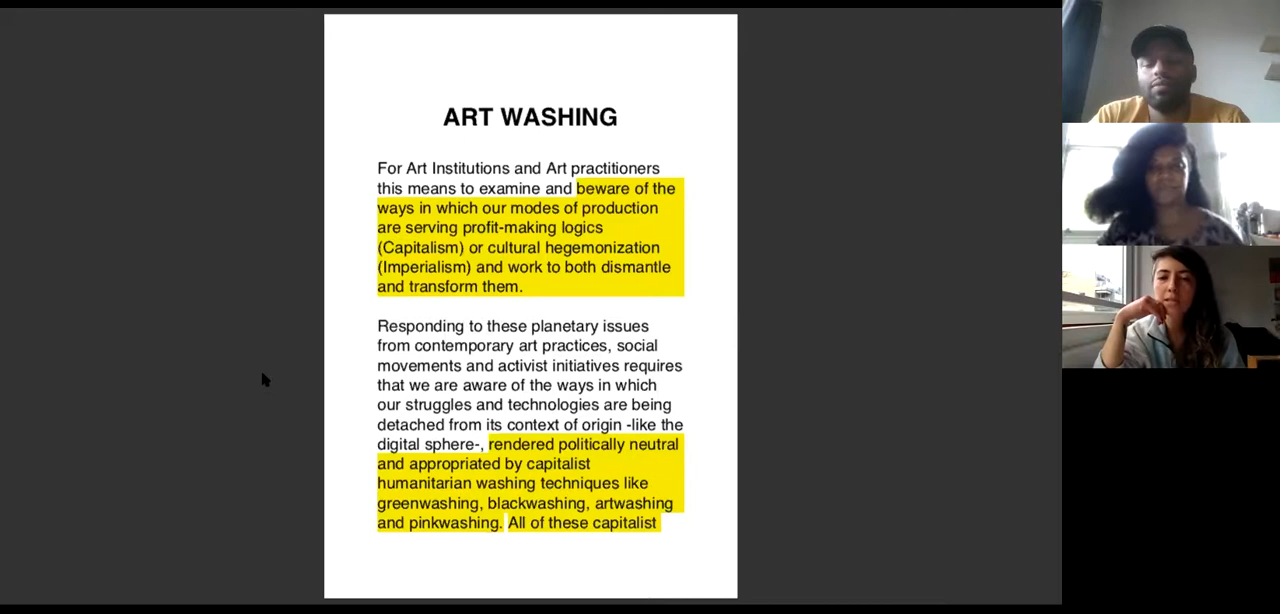 ART WASHING
For Art Institutions and Art practitioners
this means to examine and beware of the
ways in which our modes of production
are serving profit-making logics
(Capitalism) or cultural hegemonization
(Imperialism) and work to both dismantle
and transform them.
Responding to these planetary issues
from contemporary art practices, social
movements and activist initiatives requires
that we are aware of the ways in which
our struggles and technologies are being
detached from its context of origin -like the
digital sphere-, rendered politically neutral
and appropriated by capitalist
humanitarian washing techniques like
greenwashing, blackwashing, artwashing
and pinkwashing. All of these capitalist